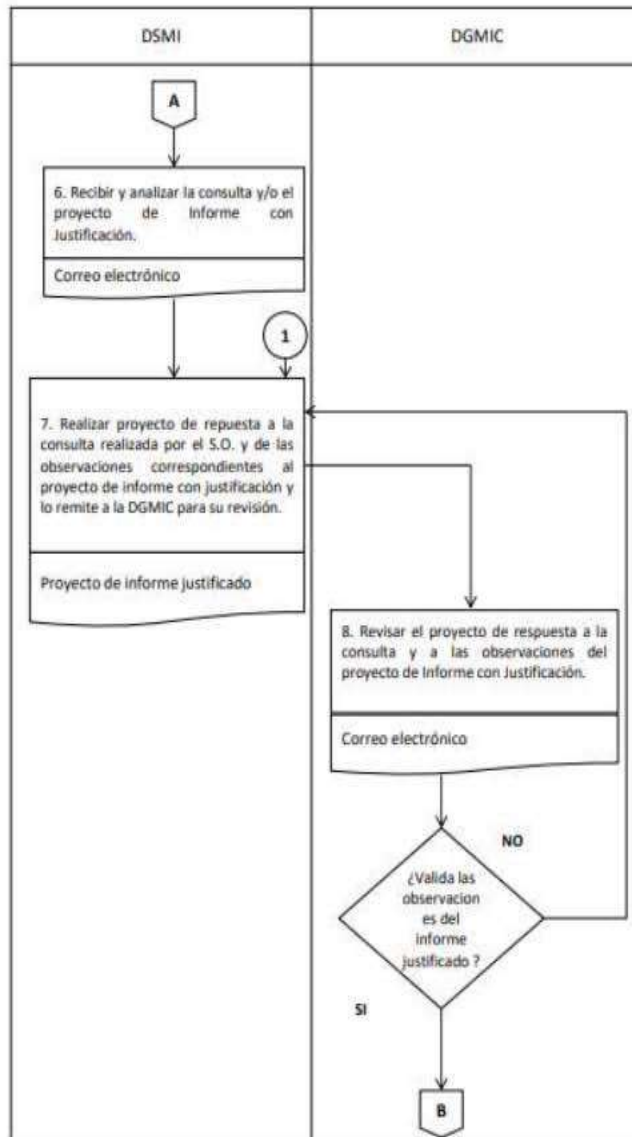 DSMI
DGMIC
A
6. Recibir y analizar la consulta y/o el
proyecto de Informe con
Justificación.
Correo electrónico
1
7. Realizar proyecto de repuesta a la
consulta realizada por el S.O. y de las
observaciones correspondientes al
proyecto de informe con justificación y
lo remite a la DGMIC para su revisión.
Proyecto de informe justificado
8. Revisar el proyecto de respuesta a la
consulta y a las observaciones del
proyecto de Informe con Justificación.
Correo electrónico
NO
¿Valida las
observacion
es del
informe
justificado ?
SI
B